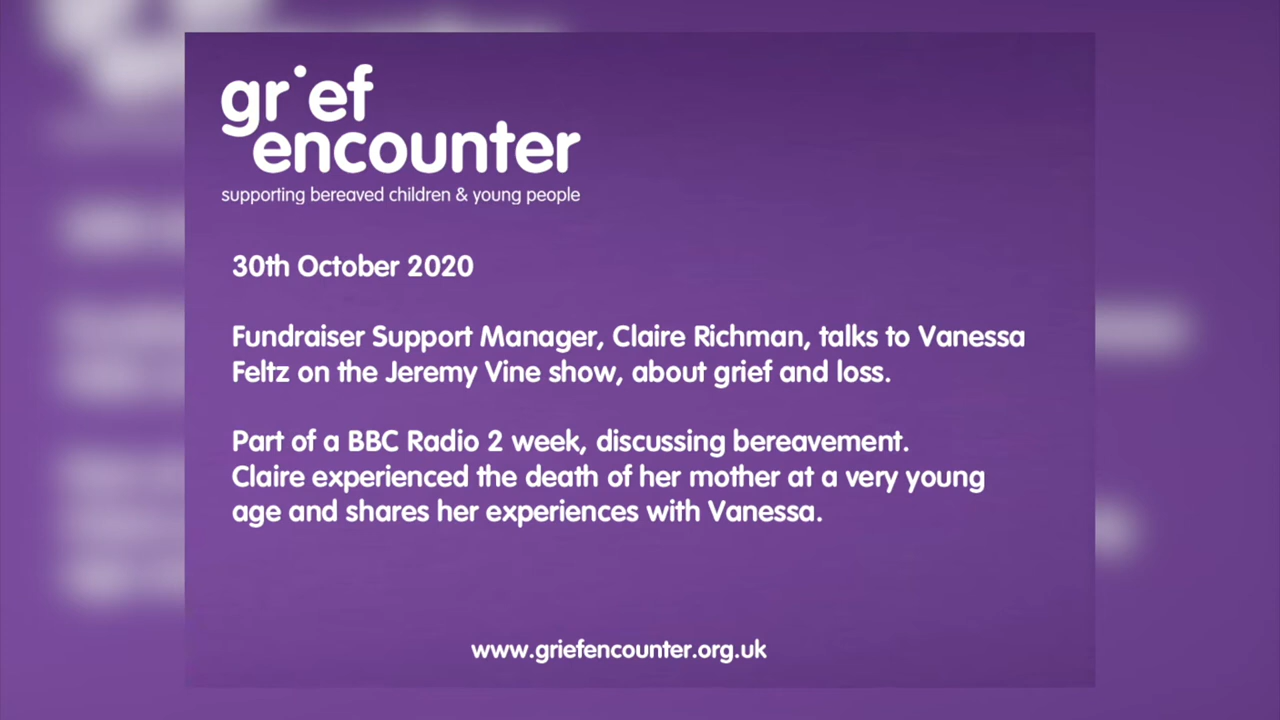 grief
encounter
supporting bereaved children & young people
30th October 2020
Fundraiser Support Manager, Claire Richman, talks to Vanessa
Feltz on the Jeremy Vine show, about grief and loss.
Part of a BBC Radio 2 week, discussing bereavement.
Claire experienced the death of her mother at a very young
age and shares her experiences with Vanessa.
www.griefencounter.org.uk